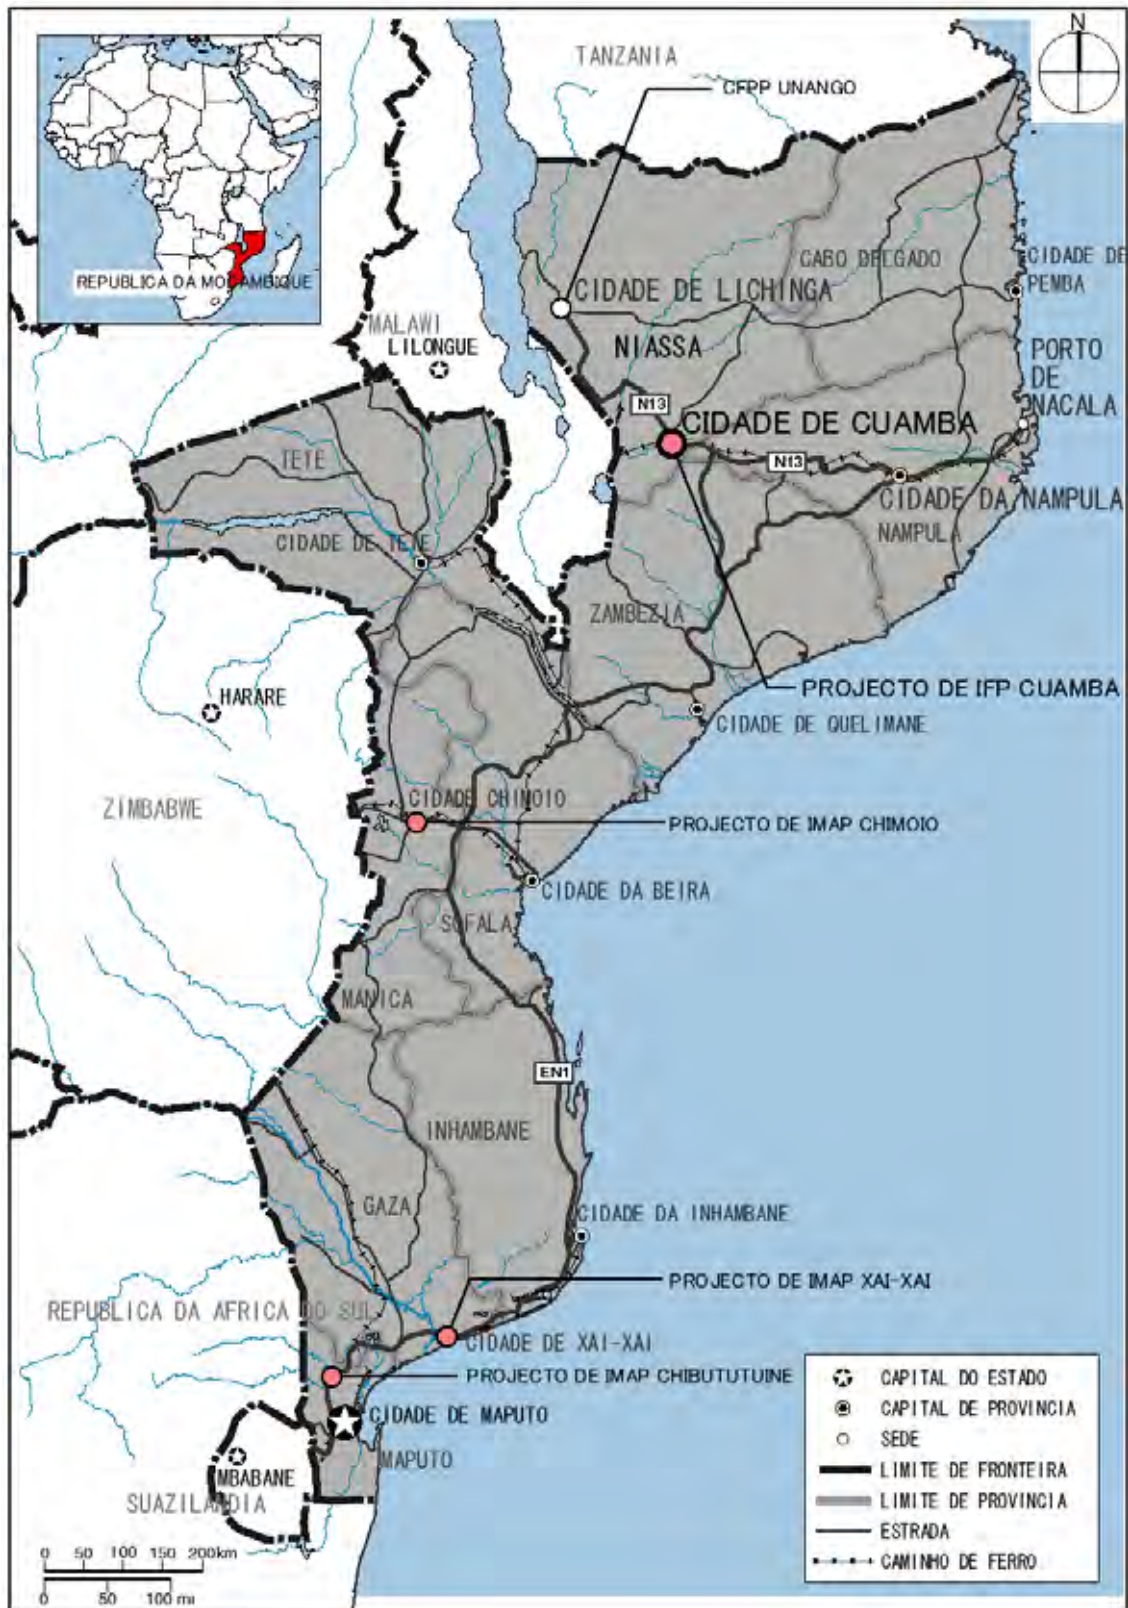 N
TANZANIA
CFPP UNANGO
REPUBLICA DA MOÇAMBIQUE
CABO DELGADO
CIDADE DE
PEMBA
CIDADE DE LICHINGA
MALAWI
LILONGUE
NIASSA
PORTO
DE
NACALA
N13
CIDADE DE CUAMBA
N13
TETE
CIDADE DA NAMPULA
NAMPULA
CIDADE DE TETE
ZAMBEZIA
HARARE
PROJECTO DE IFP CUAMBA
CIDADE DE QUELIMANE
ZIMBABWE
CIDADE CHIMOIO
PROJECTO DE IMAP CHIMOIO
CIDADE DA BEIRA
SOFALA
MANICA
EN1
INHAMBANE
GAZA
CIDADE DA INHAMBANE
PROJECTO DE IMAP XAI-XAI
REPUBLICA DA AFRICA DO SUL
CIDADE DE XAI-XAI
PROJECTO DE IMAP CHIBUTUTUINE
CIDADE DE MAPUTO
MAPUTO
MBABANE
SUAZILANDIA
CAPITAL DO ESTADO
CAPITAL DE PROVINCIA
SEDE
LIMITE DE FRONTEIRA
LIMITE DE PROVINCIA
ESTRADA
CAMINHO DE FERRO
0 50 100 150 200km
0 50 100 mi